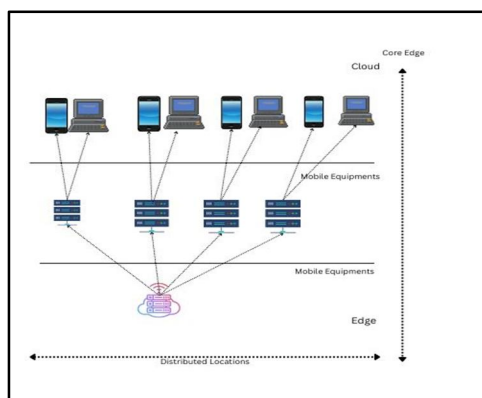 Core Edge
Cloud
Mobile Equipments
Mobile Equipments
Edge
Distributed Locations